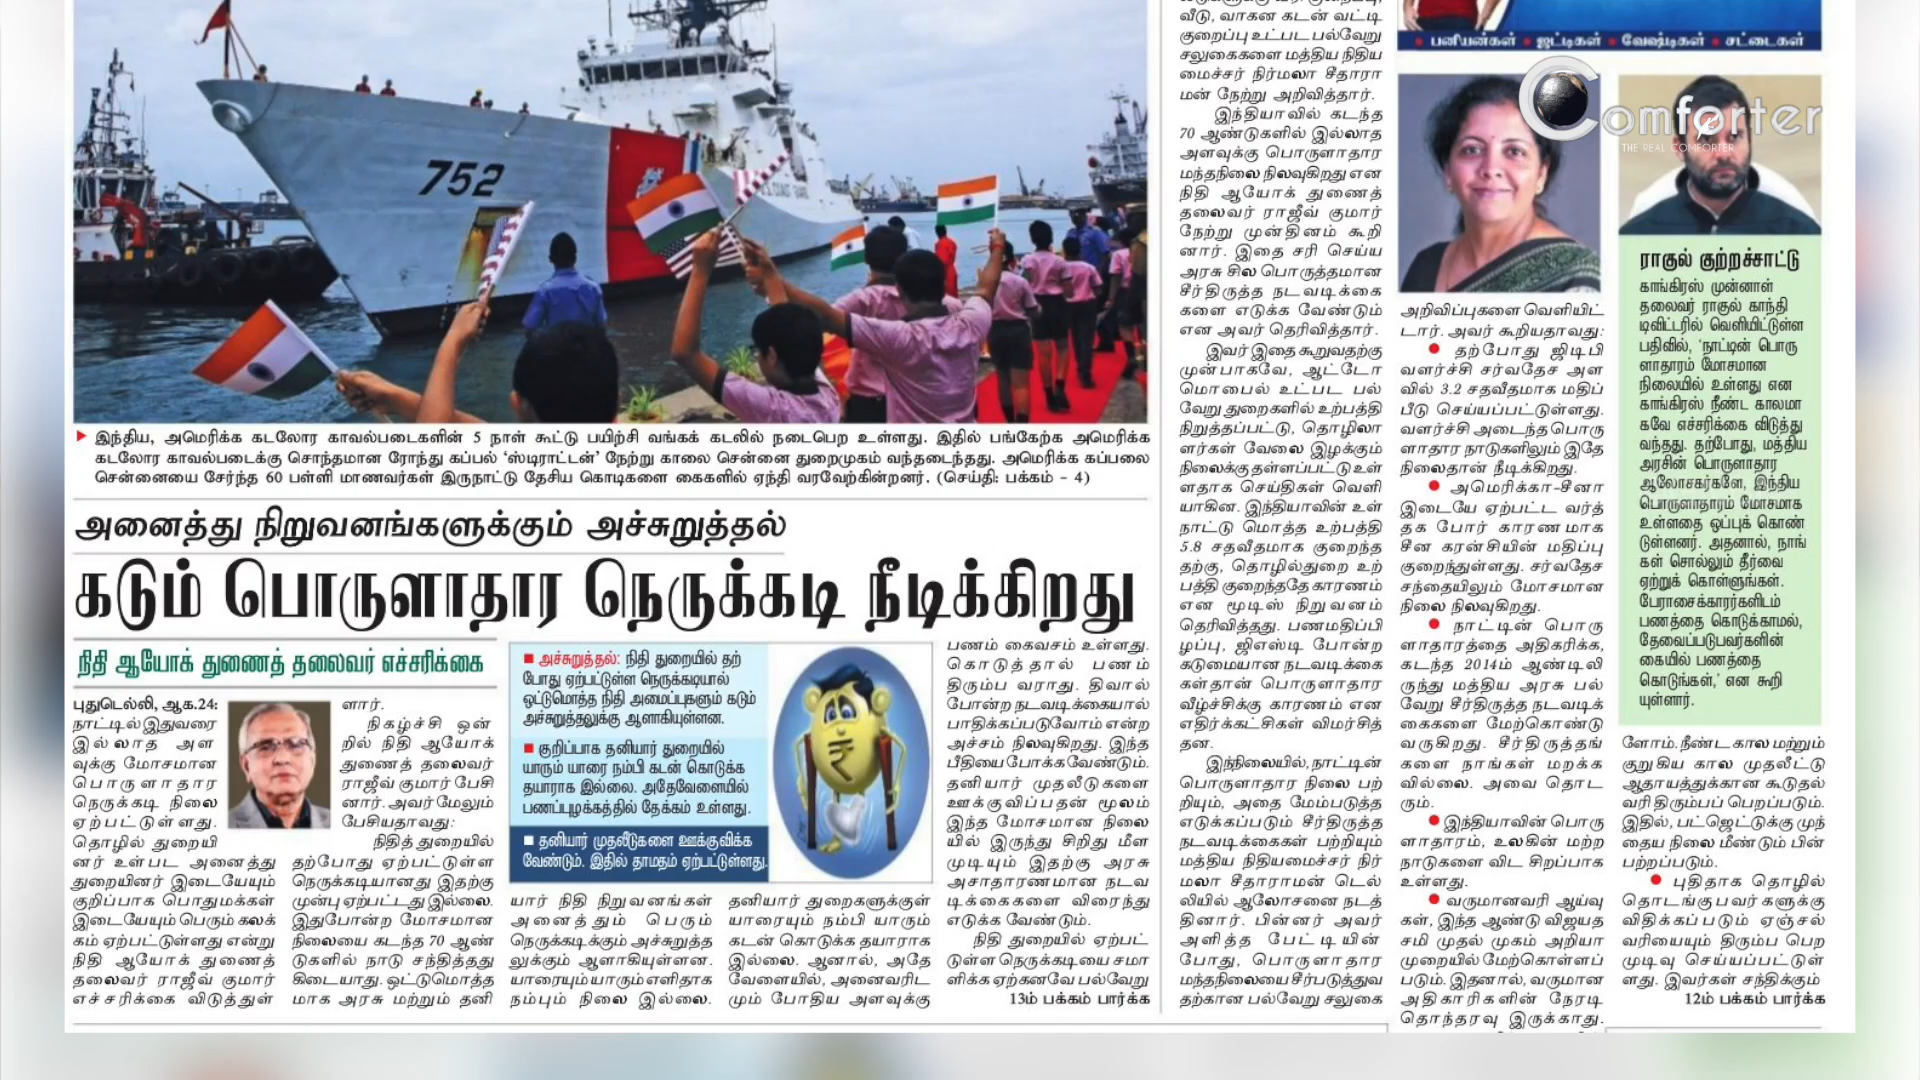 752
U.S. COAST GUARD
▶ இந்திய, அமெரிக்க கடலோர காவல்படைகளின் 5 நாள் கூட்டு பயிற்சி வங்கக் கடலில் நடைபெற உள்ளது. இதில் பங்கேற்க அமெரிக்க
கடலோர காவல்படைக்கு சொந்தமான ரோந்து கப்பல் ‘ஸ்டிராட்டன்’ நேற்று காலை சென்னை துறைமுகம் வந்தடைந்தது. அமெரிக்க கப்பலை
சென்னையை சேர்ந்த 60 பள்ளி மாணவர்கள் இருநாட்டு தேசிய கொடிகளை கைகளில் ஏந்தி வரவேற்கின்றனர். (செய்தி: பக்கம் - 4)
அனைத்து நிறுவனங்களுக்கும் அச்சுறுத்தல்
கடும் பொருளாதார நெருக்கடி நீடிக்கிறது
நிதி ஆயோக் துணைத் தலைவர் எச்சரிக்கை
புதுடெல்லி, ஆக.24:
நாட்டில் இதுவரை
இல்லாத அள
வுக்கு மோசமான
பொருளாதார
நெருக்கடி நிலை
ஏற்பட்டுள்ளது.
தொழில் துறையி
னர் உள்பட அனைத்து
துறையினர் இடையேயும்
குறிப்பாக பொதுமக்கள்
இடையேயும் பெரும் கலக்
கம் ஏற்பட்டுள்ளது என்று
நிதி ஆயோக் துணைத்
தலைவர் ராஜீவ் குமார்
எச்சரிக்கை விடுத்துள்
ளார்.
நிகழ்ச்சி ஒன்
றில் நிதி ஆயோக்
துணைத் தலைவர்
ராஜீவ் குமார் பேசி
னார். அவர் மேலும்
பேசியதாவது:
நிதித் துறையில்
தற்போது ஏற்பட்டுள்ள
நெருக்கடியானது இதற்கு
முன்பு ஏற்பட்டது இல்லை.
இதுபோன்ற மோசமான
நிலையை கடந்த 70 ஆண்
டுகளில் நாடு சந்தித்தது
கிடையாது. ஒட்டுமொத்த
மாக அரசு மற்றும் தனி
■ அச்சுறுத்தல்: நிதி துறையில் தற்
போது ஏற்பட்டுள்ள நெருக்கடியால்
ஒட்டுமொத்த நிதி அமைப்புகளும் கடும்
அச்சுறுத்தலுக்கு ஆளாகியுள்ளன.
■ குறிப்பாக தனியார் துறையில்
யாரும் யாரை நம்பி கடன் கொடுக்க
தயாராக இல்லை. அதேவேளையில்
பணப்புழக்கத்தில் தேக்கம் உள்ளது.
■ தனியார் முதலீடுகளை ஊக்குவிக்க
வேண்டும். இதில் தாமதம் ஏற்பட்டுள்ளது.
₹
யார் நிதி நிறுவனங்கள்
அனைத்தும் பெரும்
நெருக்கடிக்கும் அச்சுறுத்த
லுக்கும் ஆளாகியுள்ளன.
யாரையும் யாரும் எளிதாக
நம்பும் நிலை இல்லை.
தனியார் துறைகளுக்குள்
யாரையும் நம்பி யாரும்
கடன் கொடுக்க தயாராக
இல்லை. ஆனால், அதே
வேளையில், அனைவரிட
மும் போதிய அளவுக்கு
பணம் கைவசம் உள்ளது.
கொடுத்தால் பணம்
திரும்ப வராது. திவால்
போன்ற நடவடிக்கையால்
பாதிக்கப்படுவோம் என்ற
அச்சம் நிலவுகிறது. இந்த
பீதியை போக்க வேண்டும்.
தனியார் முதலீடுகளை
ஊக்குவிப்பதன் மூலம்
இந்த மோசமான நிலை
யில் இருந்து சிறிது மீள
முடியும் இதற்கு அரசு
அசாதாரணமான நடவ
டிக்கைகளை விரைந்து
எடுக்க வேண்டும்.
நிதி துறையில் ஏற்பட்
டுள்ள நெருக்கடியை சமா
ளிக்க ஏற்கனவே பல்வேறு
13ம் பக்கம் பார்க்க
வீடு, வாகன கடன் வட்டி
குறைப்பு உட்பட பல்வேறு
சலுகைகளை மத்திய நிதிய
மைச்சர் நிர்மலா சீதாரா
மன் நேற்று அறிவித்தார்.
இந்தியாவில் கடந்த
70 ஆண்டுகளில் இல்லாத
அளவுக்கு பொருளாதார
மந்தநிலை நிலவுகிறது என
நிதி ஆயோக் துணைத்
தலைவர் ராஜீவ் குமார்
நேற்று முன்தினம் கூறி
னார். இதை சரி செய்ய
அரசு சில பொருத்தமான
சீர்திருத்த நடவடிக்கை
களை எடுக்க வேண்டும்
என அவர் தெரிவித்தார்.
இவர் இதை கூறுவதற்கு
முன்பாகவே, ஆட்டோ
மொபைல் உட்பட பல்
வேறு துறைகளில் உற்பத்தி
நிறுத்தப்பட்டு, தொழிலா
ளர்கள் வேலை இழக்கும்
நிலைக்கு தள்ளப்பட்டு உள்
ளதாக செய்திகள் வெளி
யாகின. இந்தியாவின் உள்
நாட்டு மொத்த உற்பத்தி
5.8 சதவீதமாக குறைந்த
தற்கு, தொழில்துறை உற்
பத்தி குறைந்ததே காரணம்
என மூடிஸ் நிறுவனம்
தெரிவித்தது. பணமதிப்பி
ழப்பு, ஜிஎஸ்டி போன்ற
கடுமையான நடவடிக்கை
கள்தான் பொருளாதார
வீழ்ச்சிக்கு காரணம் என
எதிர்க்கட்சிகள் விமர்சித்
தன.
இந்நிலையில், நாட்டின்
பொருளாதார நிலை பற்
றியும், அதை மேம்படுத்த
எடுக்கப்படும் சீர்திருத்த
நடவடிக்கைகள் பற்றியும்
மத்திய நிதியமைச்சர் நிர்
மலா சீதாராமன் டெல்
லியில் ஆலோசனை நடத்
தினார். பின்னர் அவர்
அளித்த பேட்டியின்
போது, பொருளாதார
மந்தநிலையை சீர்படுத்துவ
தற்கான பல்வேறு சலுகை
• பனியன்கள் • ஜட்டிகள் • வேஷ்டிகள் • சட்டைகள்
Comforter
THE REAL COMFORTER
அறிவிப்புகளை வெளியிட்
டார். அவர் கூறியதாவது:
● தற்போது ஜிடிபி
வளர்ச்சி சர்வதேச அள
வில் 3.2 சதவீதமாக மதிப்
பீடு செய்யப்பட்டுள்ளது.
வளர்ச்சி அடைந்த பொரு
ளாதார நாடுகளிலும் இதே
நிலைதான் நீடிக்கிறது.
● அமெரிக்கா-சீனா
இடையே ஏற்பட்ட வர்த்
தக போர் காரணமாக
சீன கரன்சியின் மதிப்பு
குறைந்துள்ளது. சர்வதேச
சந்தையிலும் மோசமான
நிலை நிலவுகிறது.
● நாட்டின் பொரு
ளாதாரத்தை அதிகரிக்க,
கடந்த 2014ம் ஆண்டிலி
ருந்து மத்திய அரசு பல்
வேறு சீர்திருத்த நடவடிக்
கைகளை மேற்கொண்டு
வருகிறது. சீர்திருத்தங்
களை நாங்கள் மறக்க
வில்லை. அவை தொட
ரும்.
● இந்தியாவின் பொரு
ளாதாரம், உலகின் மற்ற
நாடுகளை விட சிறப்பாக
உள்ளது.
● வருமானவரி ஆய்வு
கள், இந்த ஆண்டு விஜயத
சமி முதல் முகம் அறியா
முறையில் மேற்கொள்ளப்
படும். இதனால், வருமான
அதிகாரிகளின் நேரடி
தொந்தரவு இருக்காது.
ராகுல் குற்றச்சாட்டு
காங்கிரஸ் முன்னாள்
தலைவர் ராகுல் காந்தி
டிவிட்டரில் வெளியிட்டுள்ள
பதிவில், ‘நாட்டின் பொரு
ளாதாரம் மோசமான
நிலையில் உள்ளது என
காங்கிரஸ் நீண்ட காலமா
கவே எச்சரிக்கை விடுத்து
வந்தது. தற்போது, மத்திய
அரசின் பொருளாதார
ஆலோசகர்களே, இந்திய
பொருளாதாரம் மோசமாக
உள்ளதை ஒப்புக் கொண்
டுள்ளனர். அதனால், நாங்
கள் சொல்லும் தீர்வை
ஏற்றுக் கொள்ளுங்கள்.
பேராசைக்காரர்களிடம்
பணத்தை கொடுக்காமல்,
தேவைப்படுபவர்களின்
கையில் பணத்தை
கொடுங்கள்,’ என கூறி
யுள்ளார்.
ளோம். நீண்ட கால மற்றும்
குறுகிய கால முதலீட்டு
ஆதாயத்துக்கான கூடுதல்
வரி திரும்பப் பெறப்படும்.
இதில், பட்ஜெட்டுக்கு முந்
தைய நிலை மீண்டும் பின்
பற்றப்படும்.
● புதிதாக தொழில்
தொடங்குபவர்களுக்கு
விதிக்கப்படும் ஏஞ்சல்
வரியையும் திரும்ப பெற
முடிவு செய்யப்பட்டுள்
ளது. இவர்கள் சந்திக்கும்
12ம் பக்கம் பார்க்க